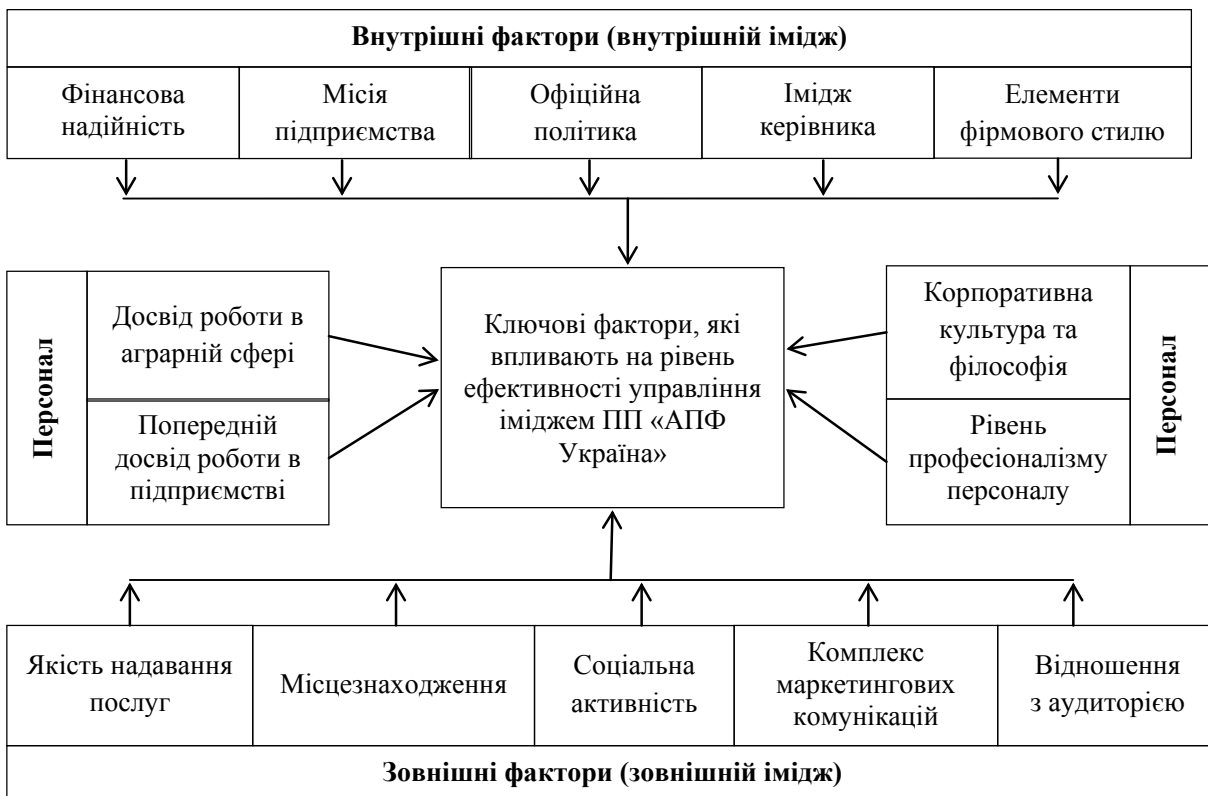 Внутрішні фактори (внутрішній імідж)
Фінансова
надійність
Місія
підприємства
Офіційна
політика
Імідж
керівника
Елементи
фірмового стилю
Персонал
Досвід роботи в
аграрній сфері
Попередній
досвід роботи в
підприємстві
Ключові фактори, які
впливають на рівень
ефективності управління
іміджем ПП «АПФ
Україна»
Корпоративна
культура та
філософія
Рівень
професіоналізму
персоналу
Персонал
Якість надавання
послуг
Місцезнаходження
Соціальна
активність
Комплекс
маркетингових
комунікацій
Відношення
з аудиторією
Зовнішні фактори (зовнішній імідж)